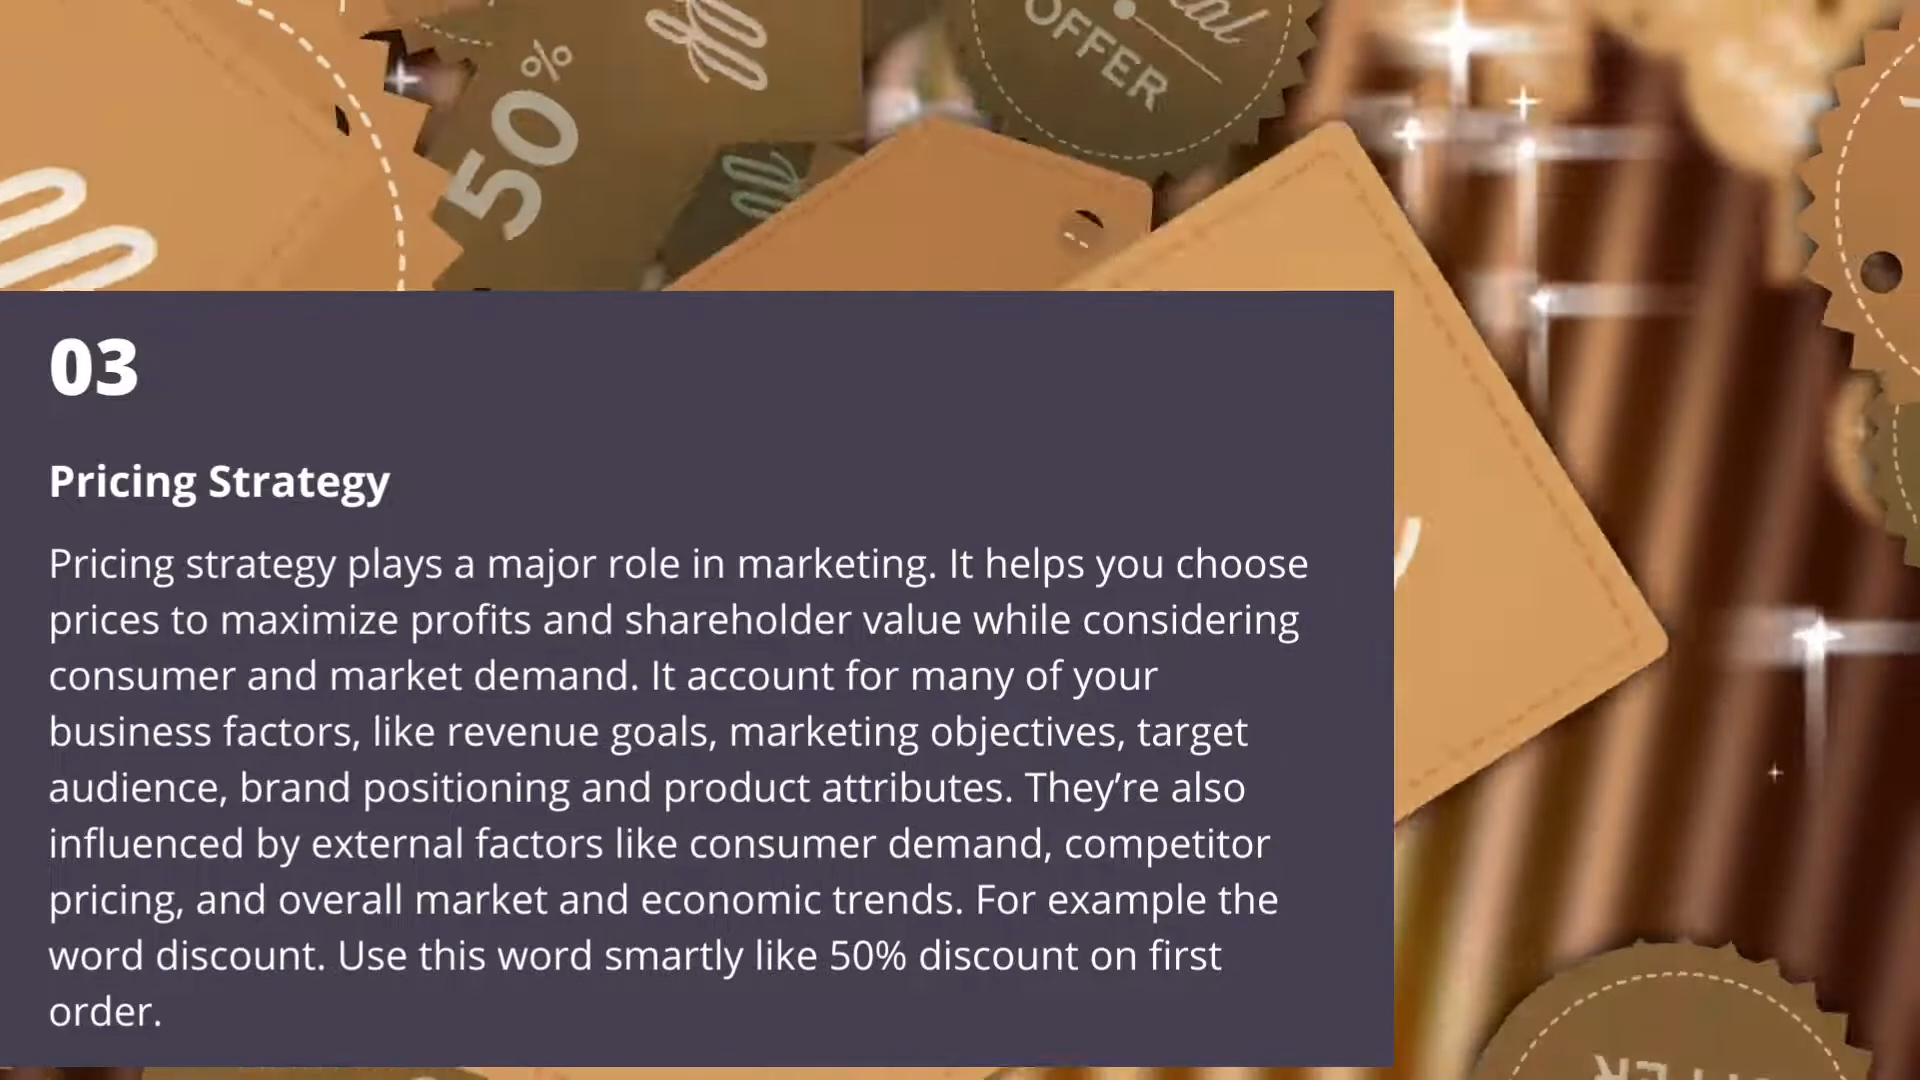 50%
al
OFFER
03
Pricing Strategy
Pricing strategy plays a major role in marketing. It helps you choose
prices to maximize profits and shareholder value while considering
consumer and market demand. It account for many of your
business factors, like revenue goals, marketing objectives, target
audience, brand positioning and product attributes. They’re also
influenced by external factors like consumer demand, competitor
pricing, and overall market and economic trends. For example the
word discount. Use this word smartly like 50% discount on first
order.